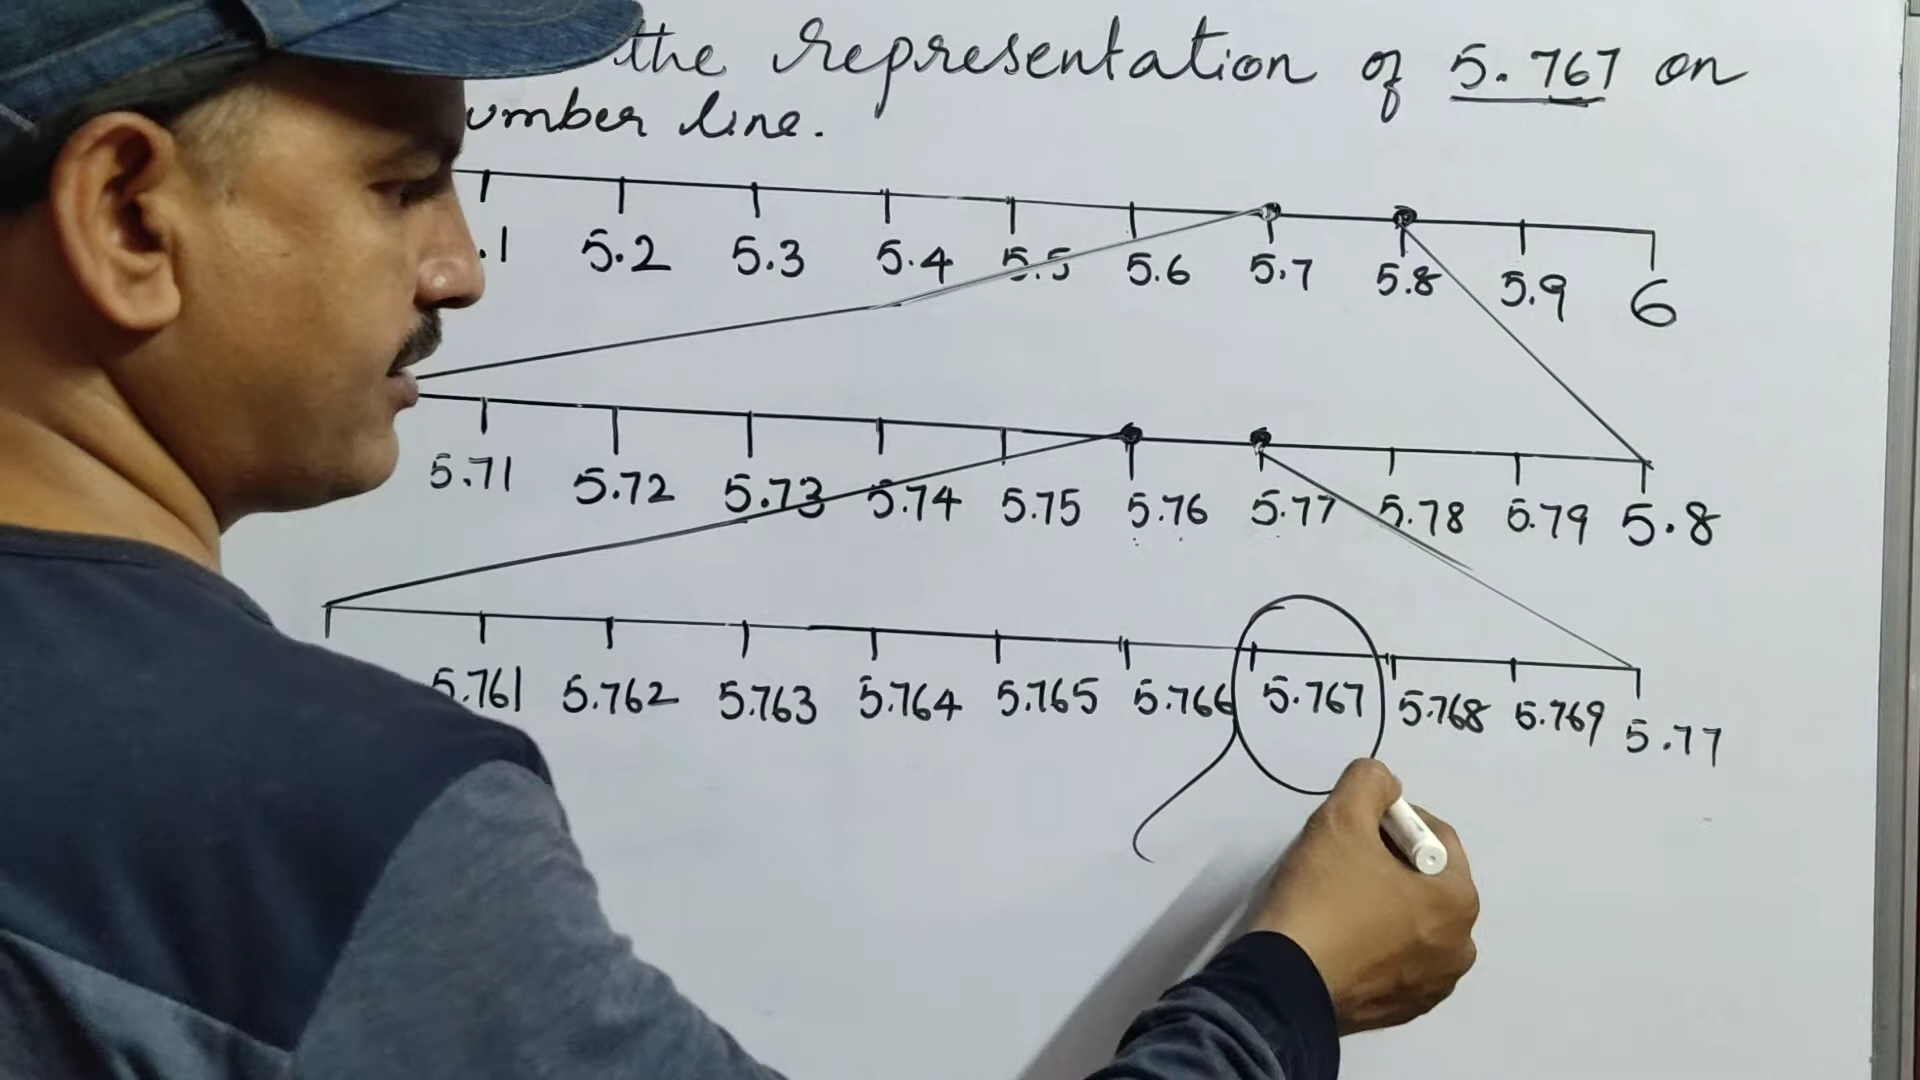 the representation of 5.767 on
umber line.
.1 5.2 5.3 5.4 5.5 5.6 5.7 5.8 5.9 6
5.71 5.72 5.73 5.74 5.75 5.76 5.77 5.78 5.79 5.8
5.761 5.762 5.763 5.764 5.765 5.766 5.767 5.768 5.769 5.77